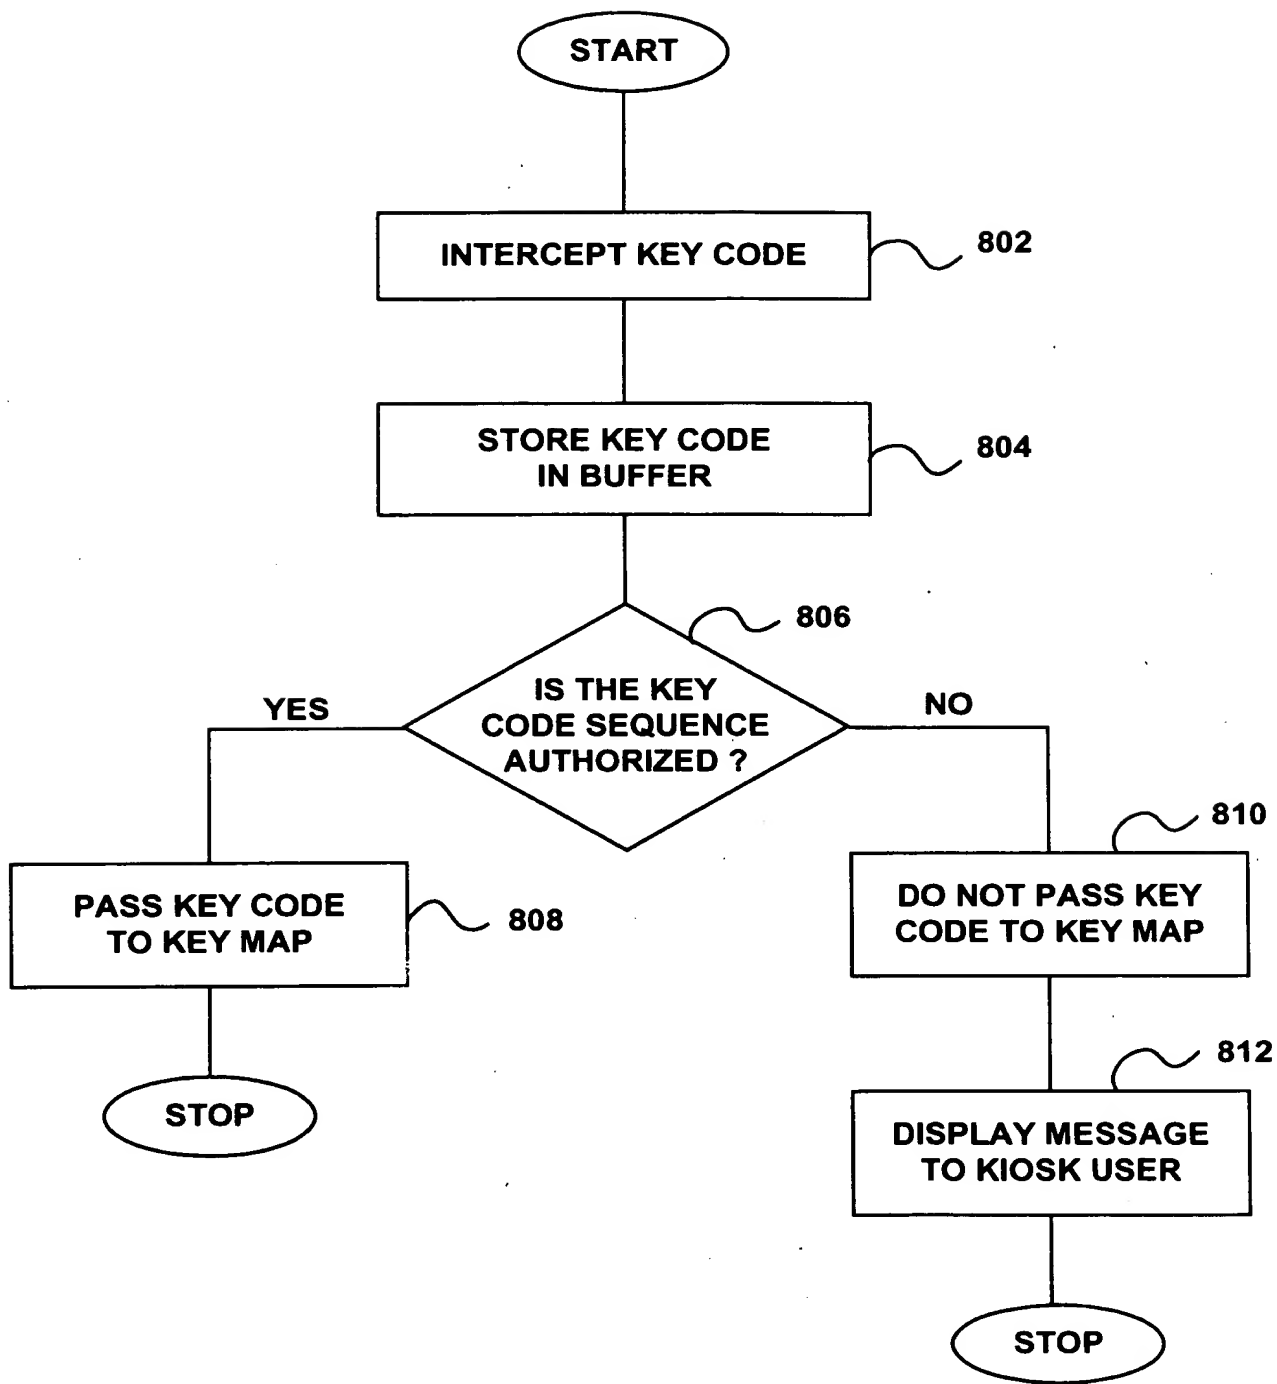 START
INTERCEPT KEY CODE
802
STORE KEY CODE
IN BUFFER
804
806
IS THE KEY
CODE SEQUENCE
AUTHORIZED ?
YES
NO
810
PASS KEY CODE
TO KEY MAP
808
DO NOT PASS KEY
CODE TO KEY MAP
812
STOP
DISPLAY MESSAGE
TO KIOSK USER
STOP